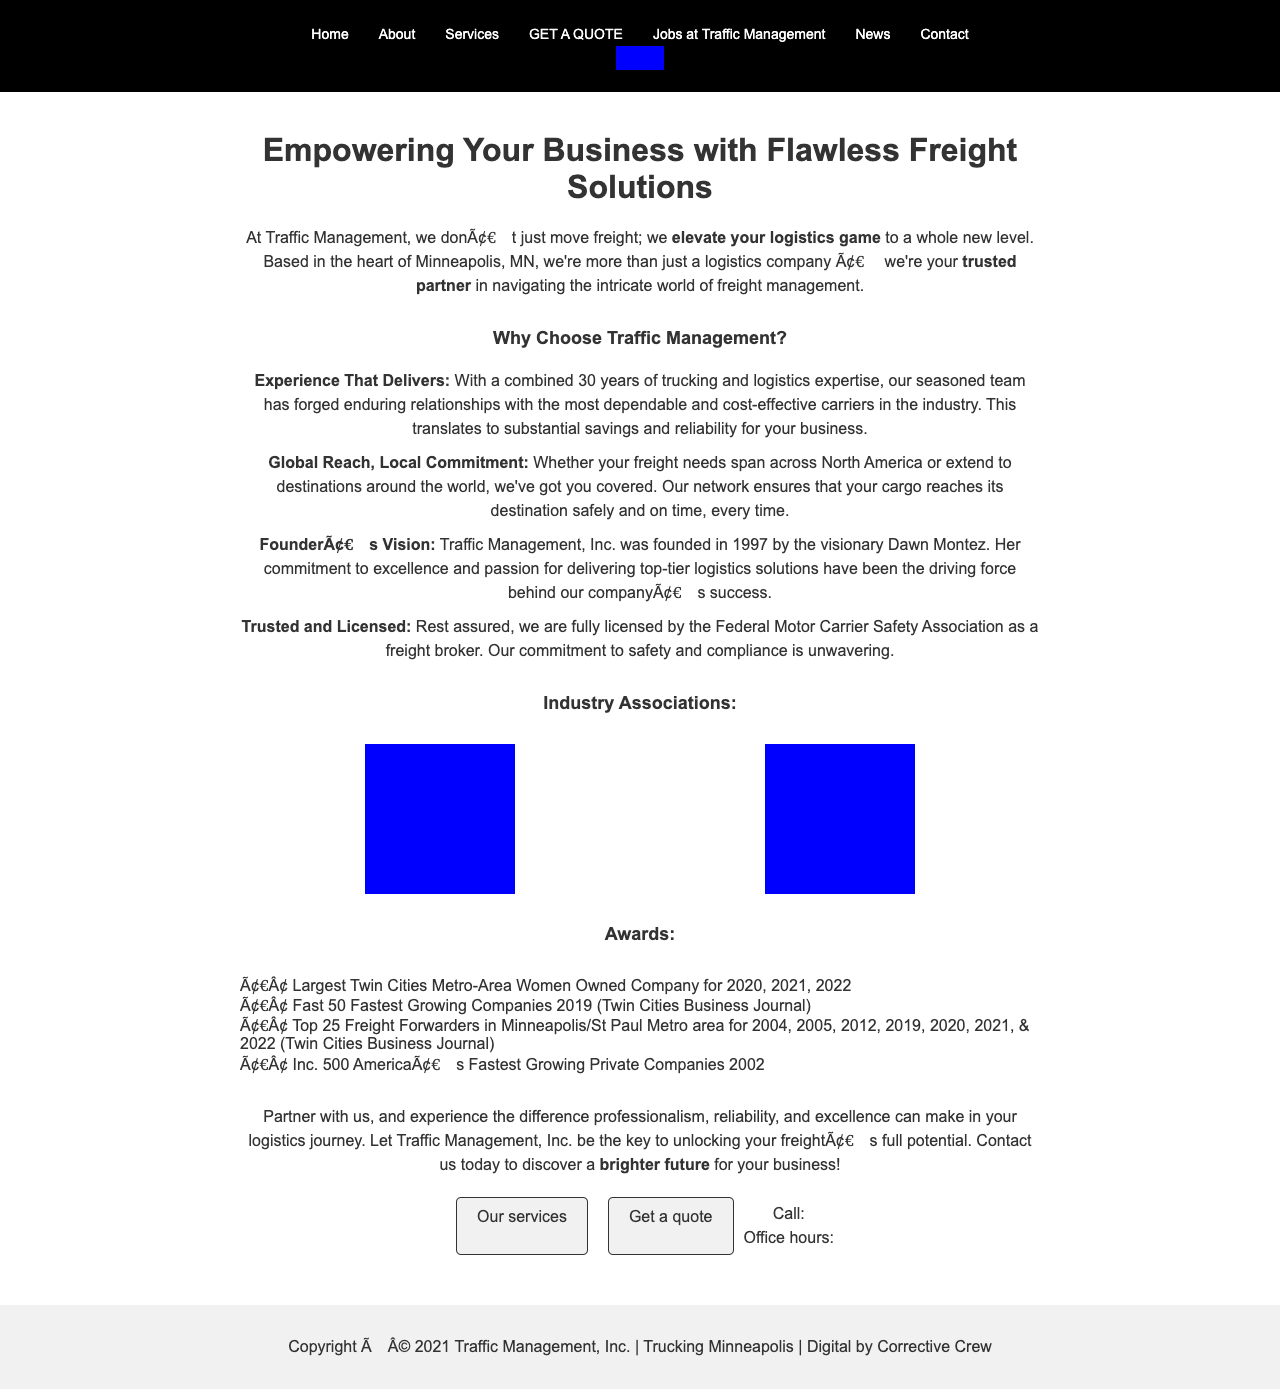 Home About Services GET A QUOTE Jobs at Traffic Management News Contact
Empowering Your Business with Flawless Freight
Solutions
At Traffic Management, we donÃ¢€ t just move freight; we elevate your logistics game to a whole new level.
Based in the heart of Minneapolis, MN, we're more than just a logistics company Ã¢€ we're your trusted
partner in navigating the intricate world of freight management.
Why Choose Traffic Management?
Experience That Delivers: With a combined 30 years of trucking and logistics expertise, our seasoned team
has forged enduring relationships with the most dependable and cost-effective carriers in the industry. This
translates to substantial savings and reliability for your business.
Global Reach, Local Commitment: Whether your freight needs span across North America or extend to
destinations around the world, we've got you covered. Our network ensures that your cargo reaches its
destination safely and on time, every time.
FounderÃ¢€ s Vision: Traffic Management, Inc. was founded in 1997 by the visionary Dawn Montez. Her
commitment to excellence and passion for delivering top-tier logistics solutions have been the driving force
behind our companyÃ¢€ s success.
Trusted and Licensed: Rest assured, we are fully licensed by the Federal Motor Carrier Safety Association as a
freight broker. Our commitment to safety and compliance is unwavering.
Industry Associations:
Awards:
Ã¢€Â¢ Largest Twin Cities Metro-Area Women Owned Company for 2020, 2021, 2022
Ã¢€Â¢ Fast 50 Fastest Growing Companies 2019 (Twin Cities Business Journal)
Ã¢€Â¢ Top 25 Freight Forwarders in Minneapolis/St Paul Metro area for 2004, 2005, 2012, 2019, 2020, 2021, &
2022 (Twin Cities Business Journal)
Ã¢€Â¢ Inc. 500 AmericaÃ¢€ s Fastest Growing Private Companies 2002
Partner with us, and experience the difference professionalism, reliability, and excellence can make in your
logistics journey. Let Traffic Management, Inc. be the key to unlocking your freightÃ¢€ s full potential. Contact
us today to discover a brighter future for your business!
Our services Get a quote Call:
Office hours:
Copyright Ã Â© 2021 Traffic Management, Inc. | Trucking Minneapolis | Digital by Corrective Crew